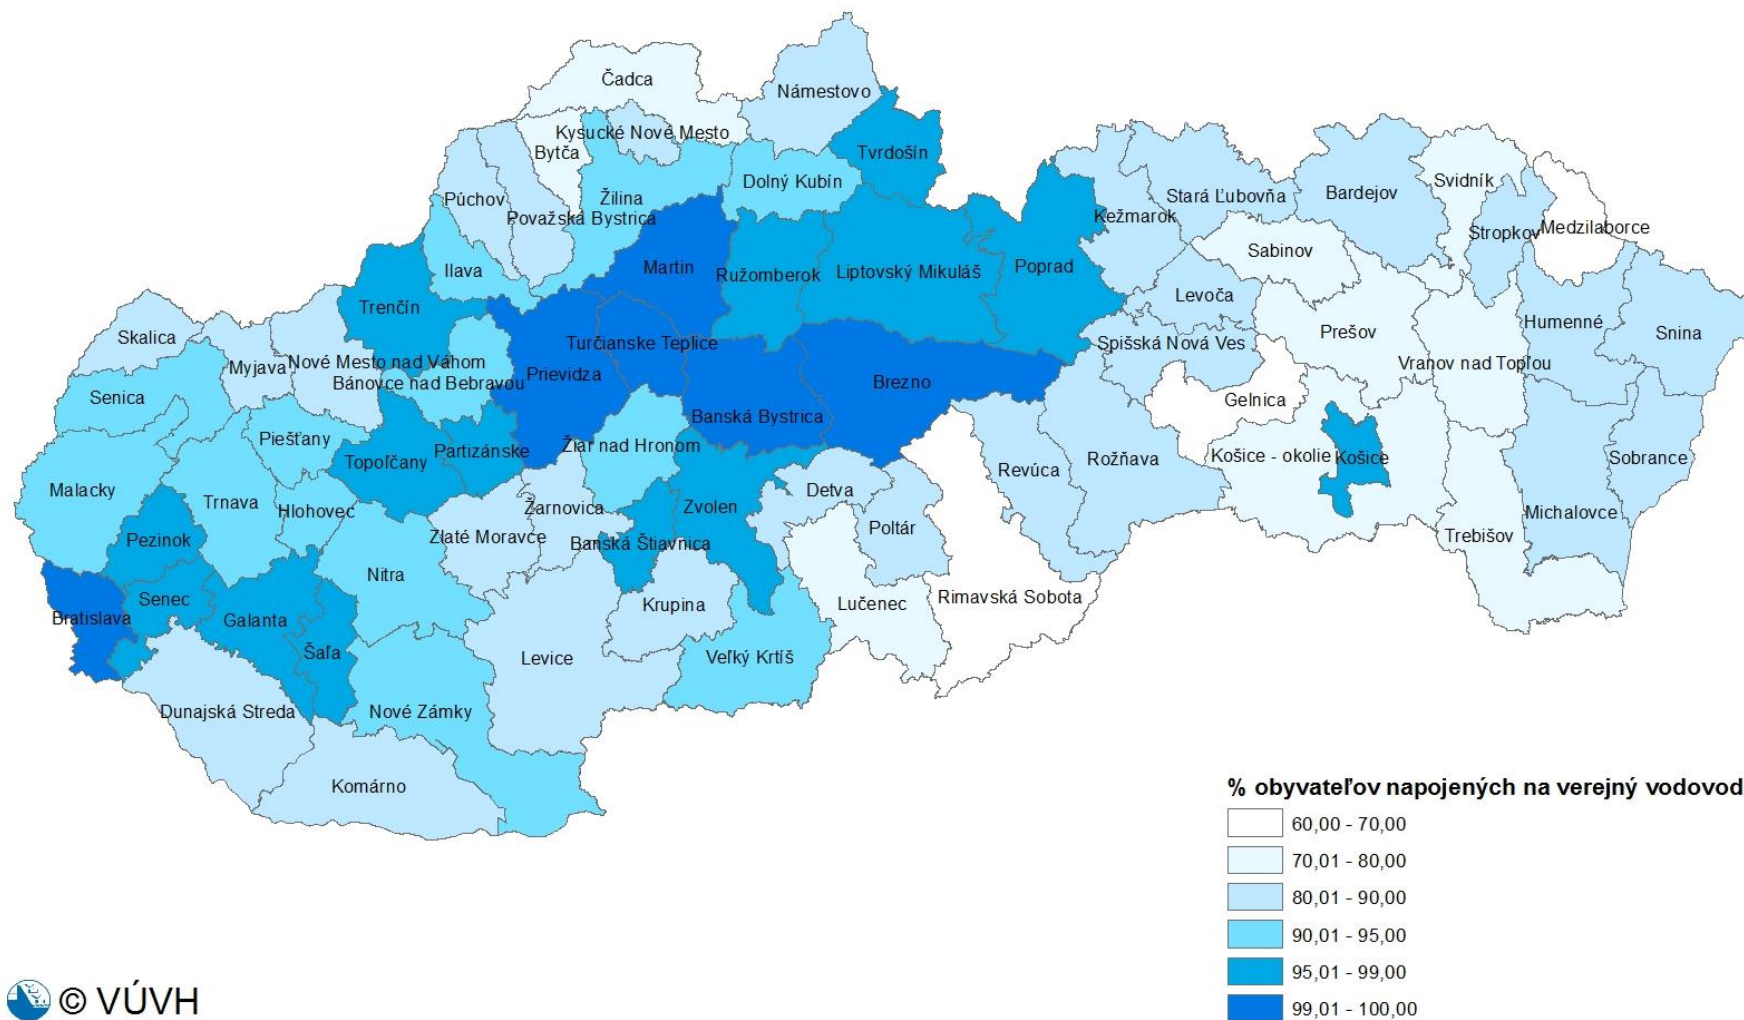 Čadca
Námestovo
Kysucké Nové Mesto
Bytča
Tvrdošín
Dolný Kubín
Svidník
Púchov
Žilina
Považská Bystrica
Stará Ľubovňa
Bardejov
Kežmarok
Stropkov
Medzilaborce
Sabinov
Ilava
Martin
Ružomberok
Liptovský Mikuláš
Poprad
Levoča
Trenčín
Skalica
Prešov
Humenné
Snina
Turčianske Teplice
Spišská Nová Ves
Myjava
Nové Mesto nad Váhom
Vranov nad Topľou
Bánovce nad Bebravou
Prievidza
Brezno
Senica
Gelnica
Banská Bystrica
Piešťany
Žiar nad Hronom
Partizánske
Topoľčany
Košice - okolie
Košice
Rožňava
Sobrance
Revúca
Malacky
Detva
Trnava
Žarnovica
Zvolen
Hlohovec
Michalovce
Poltár
Zlaté Moravce
Trebišov
Pezinok
Banská Štiavnica
Nitra
Rimavská Sobota
Senec
Krupina
Lučenec
Bratislava
Galanta
Šaľa
Levice
Veľký Krtíš
Dunajská Streda
Nové Zámky
Komárno
% obyvateľov napojených na verejný vodovod
60,00 - 70,00
70,01 - 80,00
80,01 - 90,00
90,01 - 95,00
95,01 - 99,00
99,01 - 100,00
© VÚVH